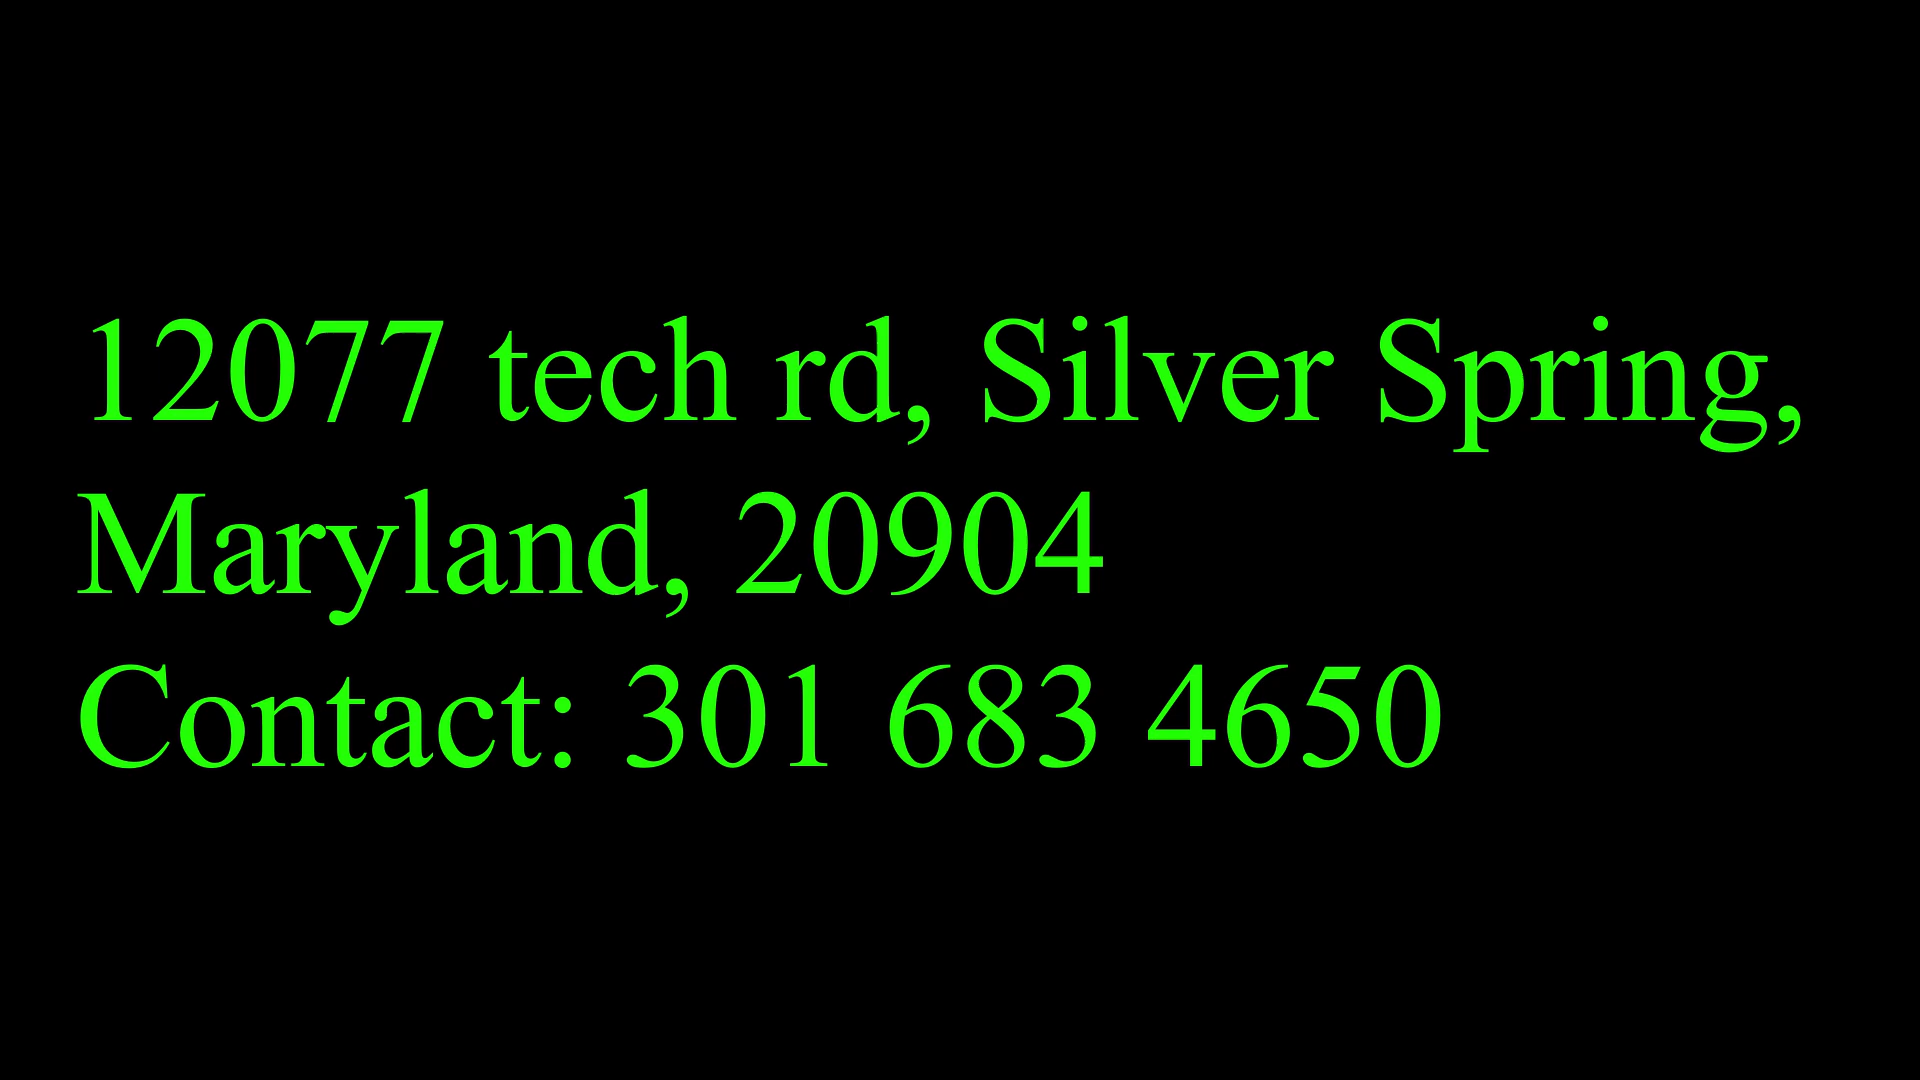 12077 tech rd, Silver Spring,
Maryland, 20904
Contact: 301 683 4650